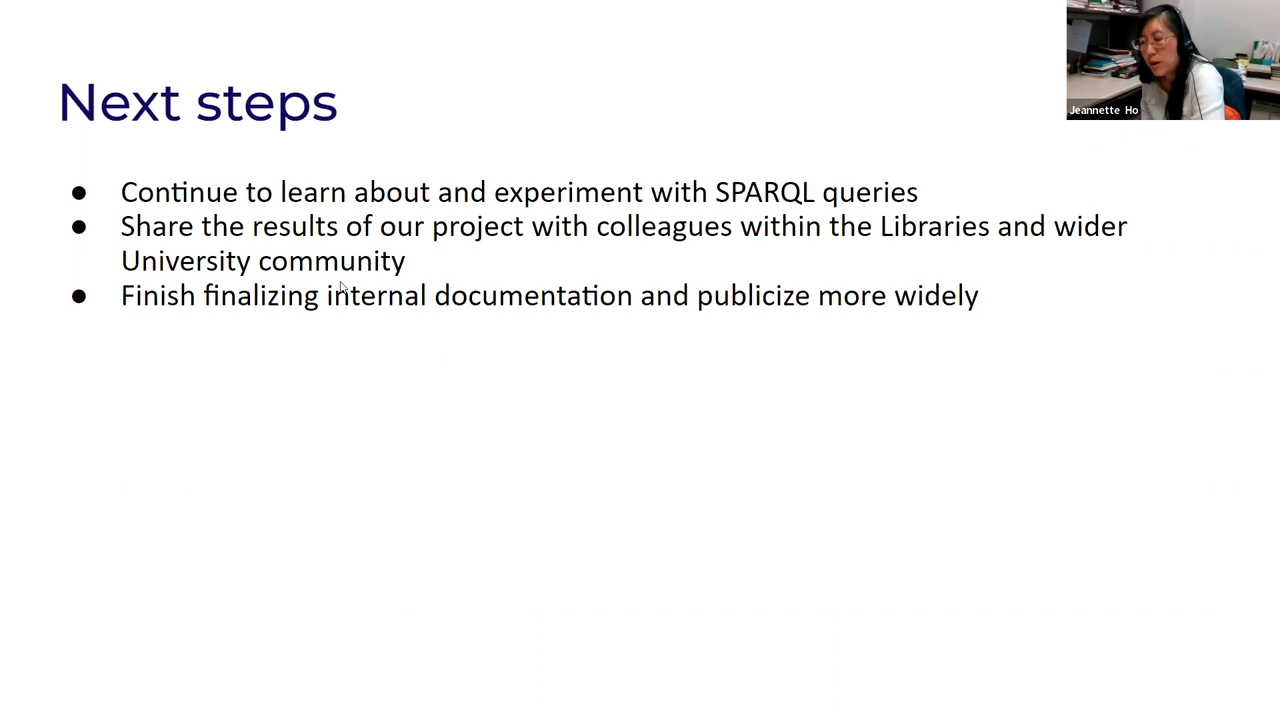 Next steps
Jeannette Ho
● Continue to learn about and experiment with SPARQL queries
● Share the results of our project with colleagues within the Libraries and wider
University community
● Finish finalizing internal documentation and publicize more widely